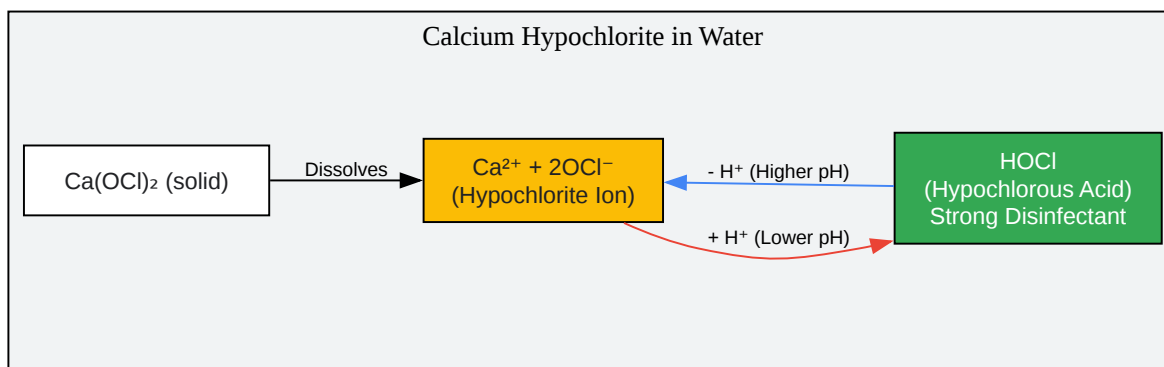 Calcium Hypochlorite in Water
Ca(OCl)₂ (solid)
Dissolves
Ca²⁺ + 2OCl⁻
(Hypochlorite Ion)
- H⁺ (Higher pH)
+ H⁺ (Lower pH)
HOCl
(Hypochlorous Acid)
Strong Disinfectant